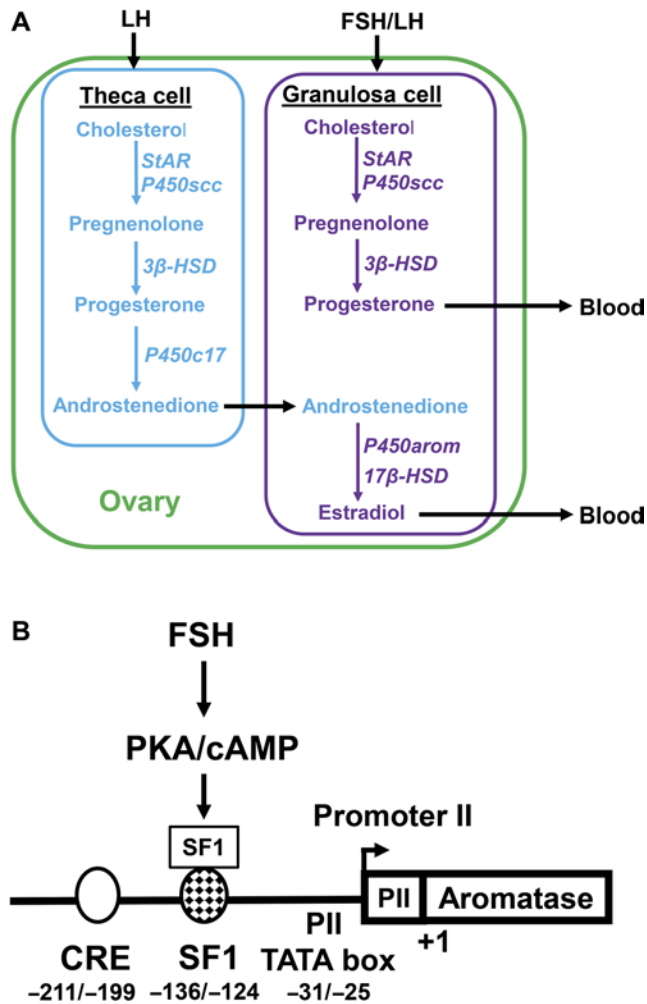 A
LH
FSH/LH
Theca cell
Granulosa cell
Cholesterol
Cholesterol
StAR
P450scc
StAR
P450scc
Pregnenolone
Pregnenolone
3β-HSD
3β-HSD
Progesterone
Progesterone
Blood
P450c17
Androstenedione
Androstenedione
P450arom
17β-HSD
Ovary
Estradiol
Blood
B
FSH
PKA/cAMP
Promoter II
SF1
PII
Aromatase
PII
+1
CRE
SF1
TATA box
–211/–199
–136/–124
–31/–25